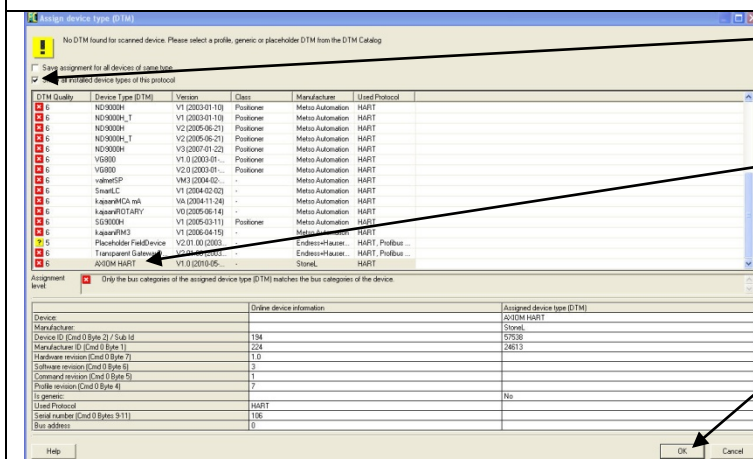 Assign device type (DTM)
No DTM found for scanned device. Please select a profile, generic or placeholder DTM from the DTM Catalog
Save assignment for all devices of same type
all installed device types of this protocol
DTM Quality Device Type (DTM) Version Class Manufacturer Used Protocol
6 ND9000H V1 (2003-01-10) Positioner Metso Automation HART
6 ND9000H_T V1 (2003-01-10) Positioner Metso Automation HART
6 ND9000H V2 (2005-06-21) Positioner Metso Automation HART
6 ND9000H_T V2 (2005-06-21) Positioner Metso Automation HART
6 ND9000H V3 (2007-01-22) Positioner Metso Automation HART
6 VG800 V1.0 (2003-01-... Positioner Metso Automation HART
6 VG800 V2.0 (2003-01-... Positioner Metso Automation HART
6 valmetSP VM3 (2004-02-... - Metso Automation HART
6 SmartLC V1 (2004-02-02) - Metso Automation HART
6 kajaaniMCA mA VA (2004-11-24) - Metso Automation HART
6 kajaaniROTARY V0 (2005-06-14) - Metso Automation HART
6 SG9000H V1 (2005-03-11) Positioner Metso Automation HART
6 kajaaniRM3 V1 (2006-04-15) - Metso Automation HART
? 5 Placeholder FieldDevice V2.01.00 (2003... - Endress+Hauser... HART, Profibus ...
6 Transparent Gateway Endress+Hauser... HART, Profibus ...
6 AXIOM HART V1.0 (2010-05-... - StoneL HART
Assignment level: Only the bus categories of the assigned device type (DTM) matches the bus categories of the device.
Online device information Assigned device type (DTM)
Device: AXIOM HART
Manufacturer: StoneL
Device ID (Cmd 0 Byte 2) / Sub Id 194 57538
Manufacturer ID (Cmd 0 Byte 1) 224 24613
Hardware revision (Cmd 0 Byte 7) 1.0
Software revision (Cmd 0 Byte 6) 3
Command revision (Cmd 0 Byte 5) 1
Profile revision (Cmd 0 Byte 4) 7
Is generic: No
Used Protocol HART
Serial number (Cmd 0 Bytes 9-11) 106
Bus address 0
Help OK Cancel